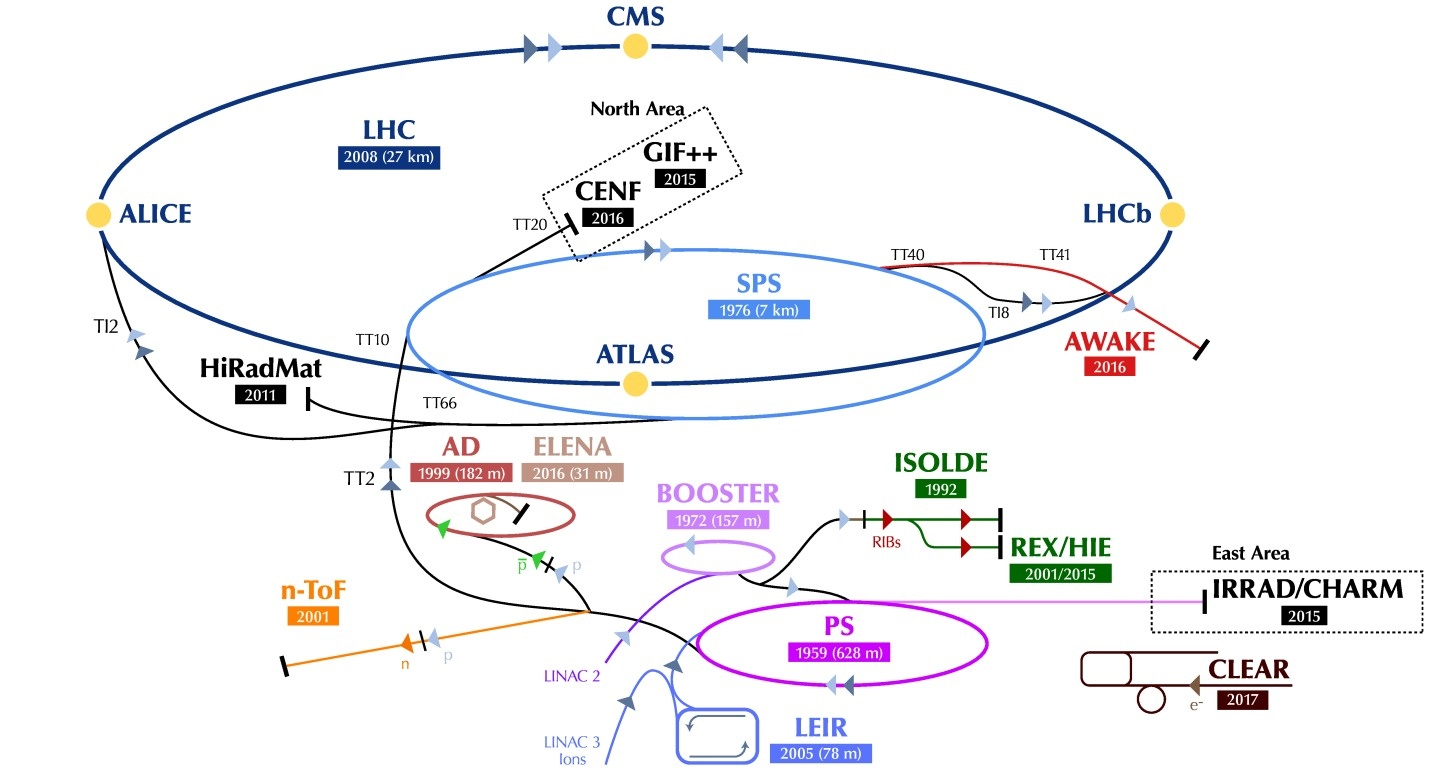 CMS
North Area
LHC
2008 (27 km)
GIF++
2015
CENF
2016
ALICE
LHCb
TT20
TT40
TT41
SPS
1976 (7 km)
TI8
TI2
TT10
ATLAS
AWAKE
2016
HiRadMat
2011
TT66
AD
1999 (182 m)
ELENA
2016 (31 m)
TT2
ISOLDE
1992
BOOSTER
1972 (157 m)
RIBs
REX/HIE
2001/2015
East Area
p̅
p
IRRAD/CHARM
2015
n-ToF
2001
n
p
PS
1959 (628 m)
LINAC 2
CLEAR
2017
e-
LEIR
2005 (78 m)
LINAC 3
Ions